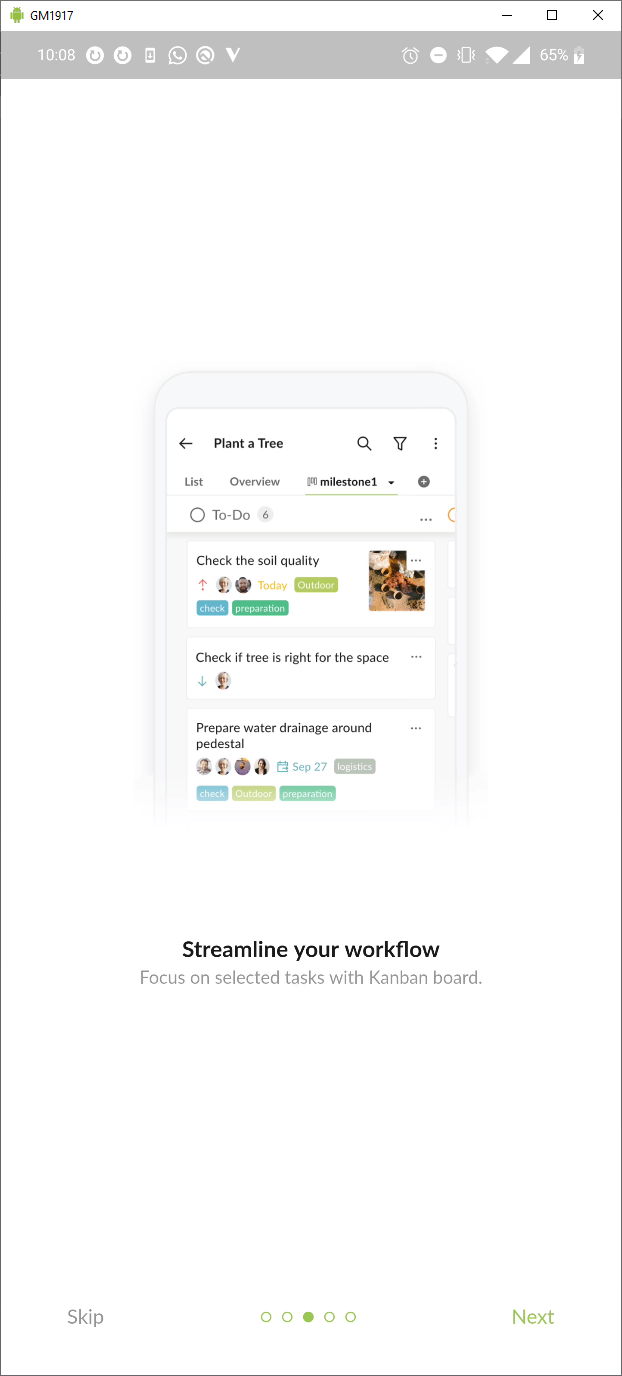 GM1917
10:08 65%
Plant a Tree
List Overview milestone1
To-Do 6
Check the soil quality
Today Outdoor
check preparation
Check if tree is right for the space
Prepare water drainage around
pedestal
Sep 27 logistics
check Outdoor preparation
Streamline your workflow
Focus on selected tasks with Kanban board.
Skip Next